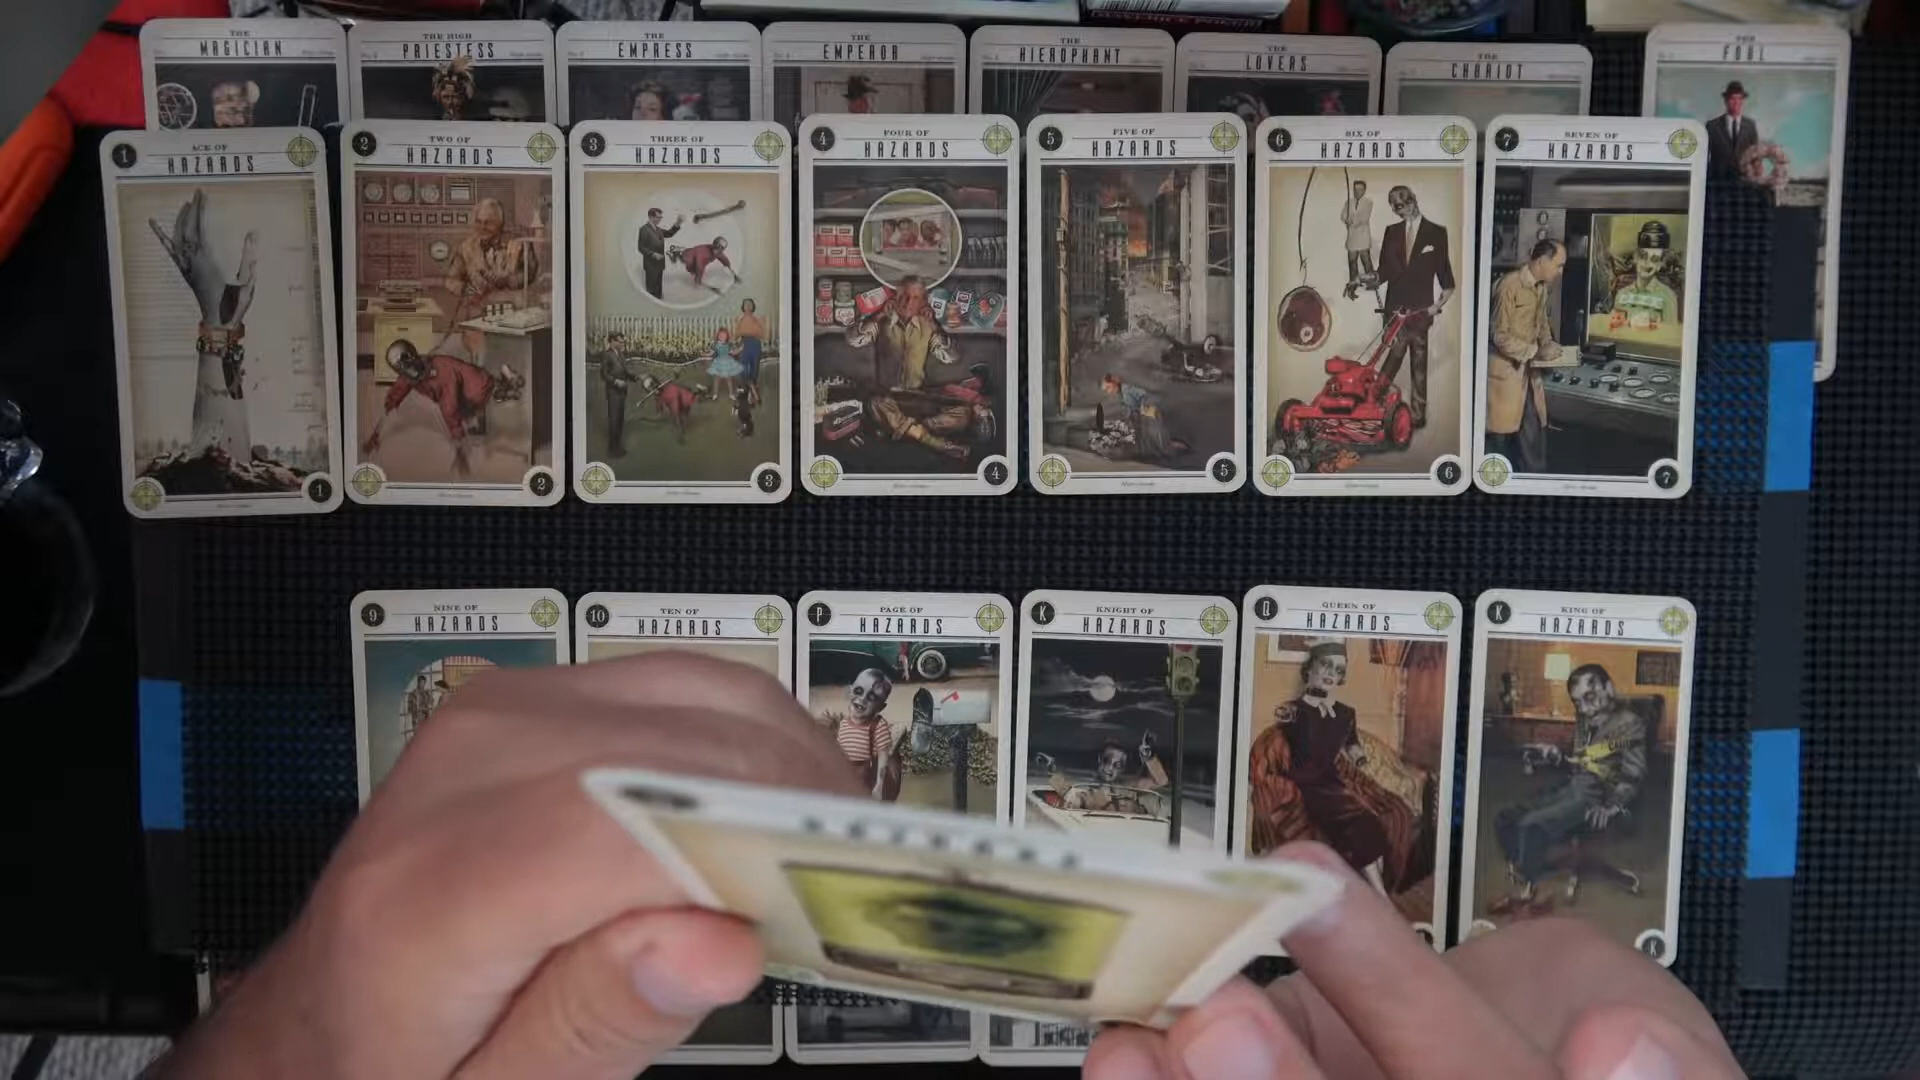 THE
MAGICIAN
THE HIGH
PRIESTESS
THE
EMPRESS
THE
EMPEROR
THE
HIEROPHANT
THE
LOVERS
THE
CHARIOT
THE
FOOL
1
ACE OF
HAZARDS
1
2
TWO OF
HAZARDS
2
3
THREE OF
HAZARDS
3
4
FOUR OF
HAZARDS
4
5
FIVE OF
HAZARDS
5
6
SIX OF
HAZARDS
6
7
SEVEN OF
HAZARDS
7
9
NINE OF
HAZARDS
10
TEN OF
HAZARDS
P
PAGE OF
HAZARDS
K
KNIGHT OF
HAZARDS
Q
QUEEN OF
HAZARDS
K
KING OF
HAZARDS
K